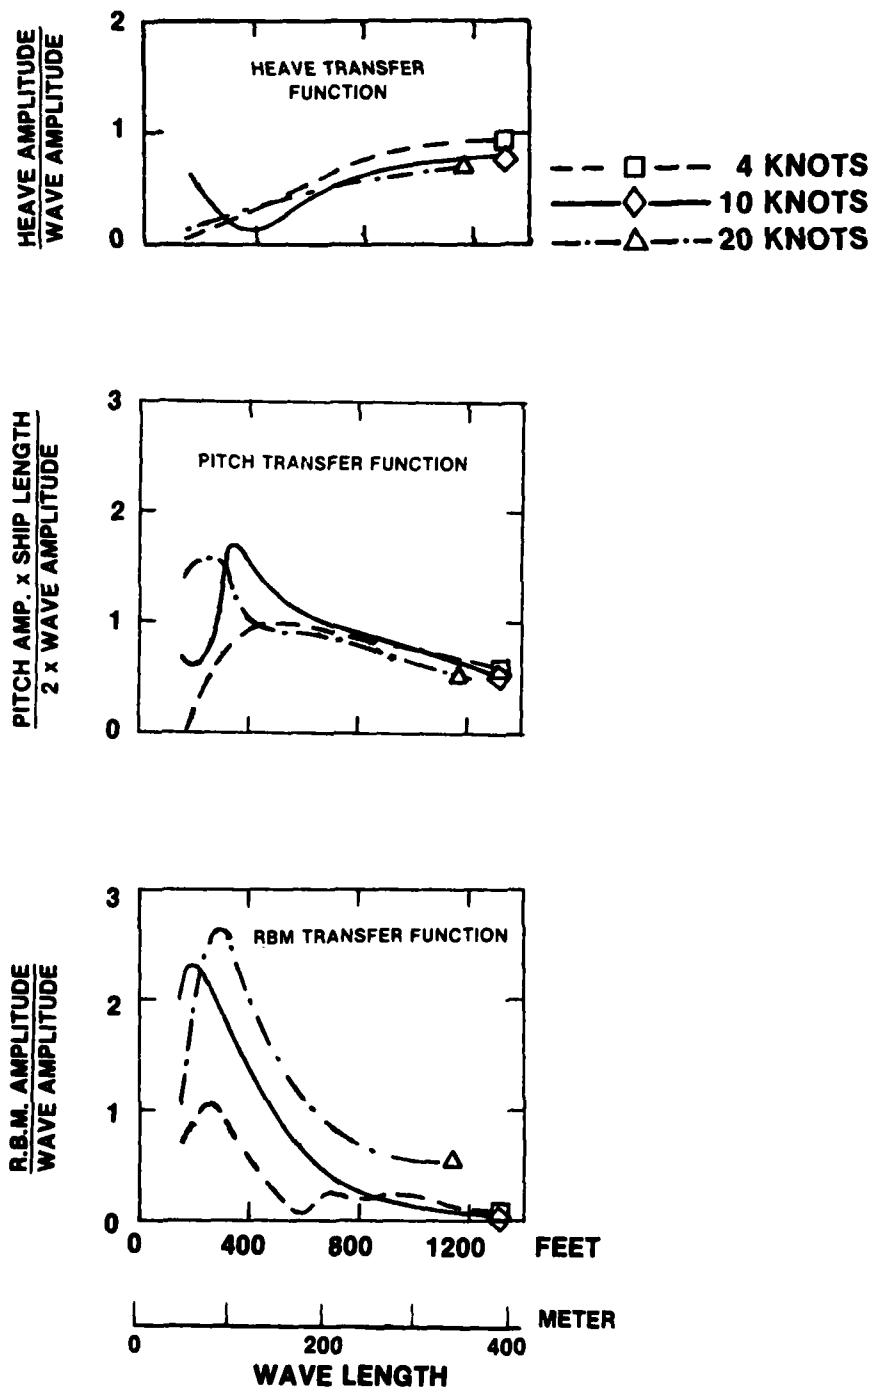 HEAVE AMPLITUDE
WAVE AMPLITUDE
2
1
0
HEAVE TRANSFER
FUNCTION
4 KNOTS
10 KNOTS
20 KNOTS
PITCH AMP. x SHIP LENGTH
2 x WAVE AMPLITUDE
3
2
1
0
PITCH TRANSFER FUNCTION
R.B.M. AMPLITUDE
WAVE AMPLITUDE
3
2
1
0
RBM TRANSFER FUNCTION
0 400 800 1200 FEET
METER
0 200 400
WAVE LENGTH